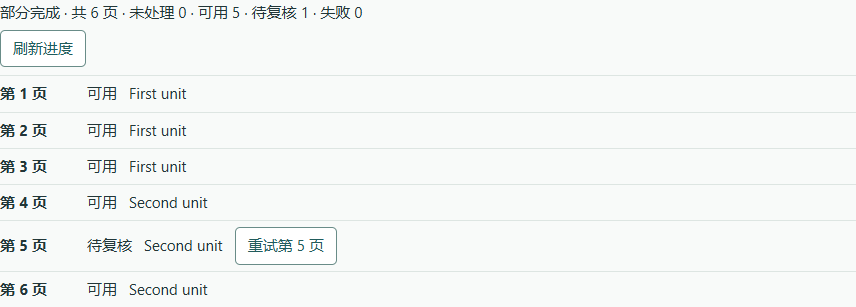 部分完成 · 共 6 页 · 未处理 0 · 可用 5 · 待复核 1 · 失败 0
刷新进度
第 1 页 可用 First unit
第 2 页 可用 First unit
第 3 页 可用 First unit
第 4 页 可用 Second unit
第 5 页 待复核 Second unit 重试第 5 页
第 6 页 可用 Second unit